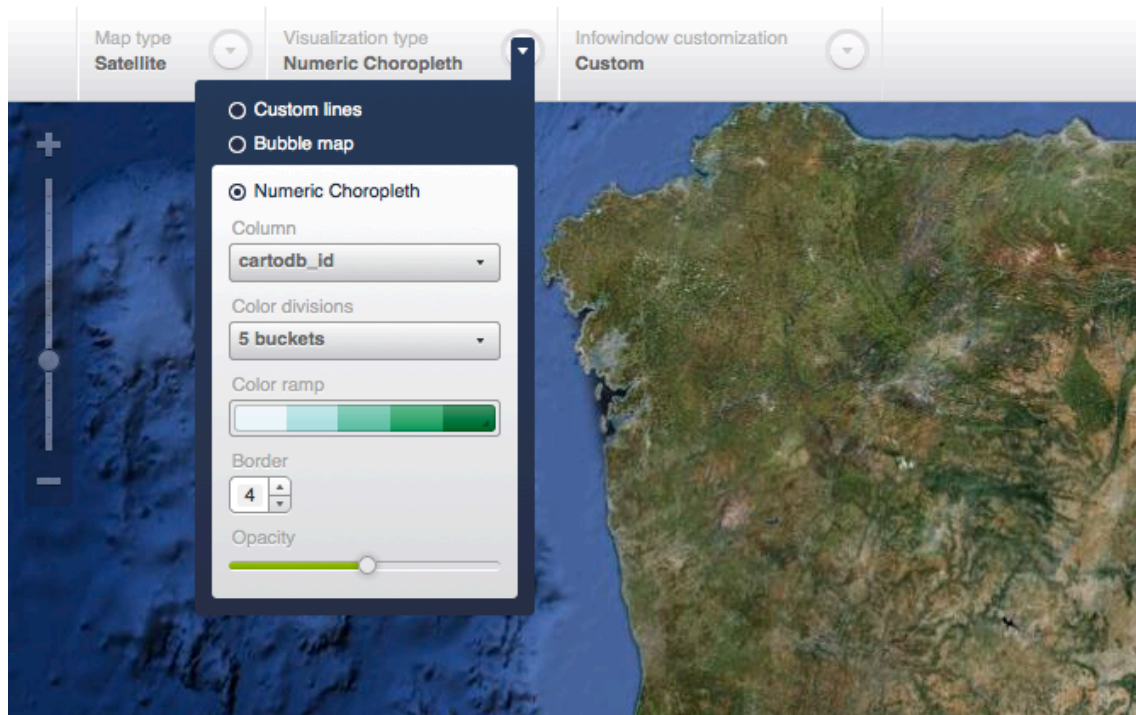 Map type
Satellite
Visualization type
Numeric Choropleth
Infowindow customization
Custom
Custom lines
Bubble map
Numeric Choropleth
Column
cartodb_id
Color divisions
5 buckets
Color ramp
Border
4
Opacity